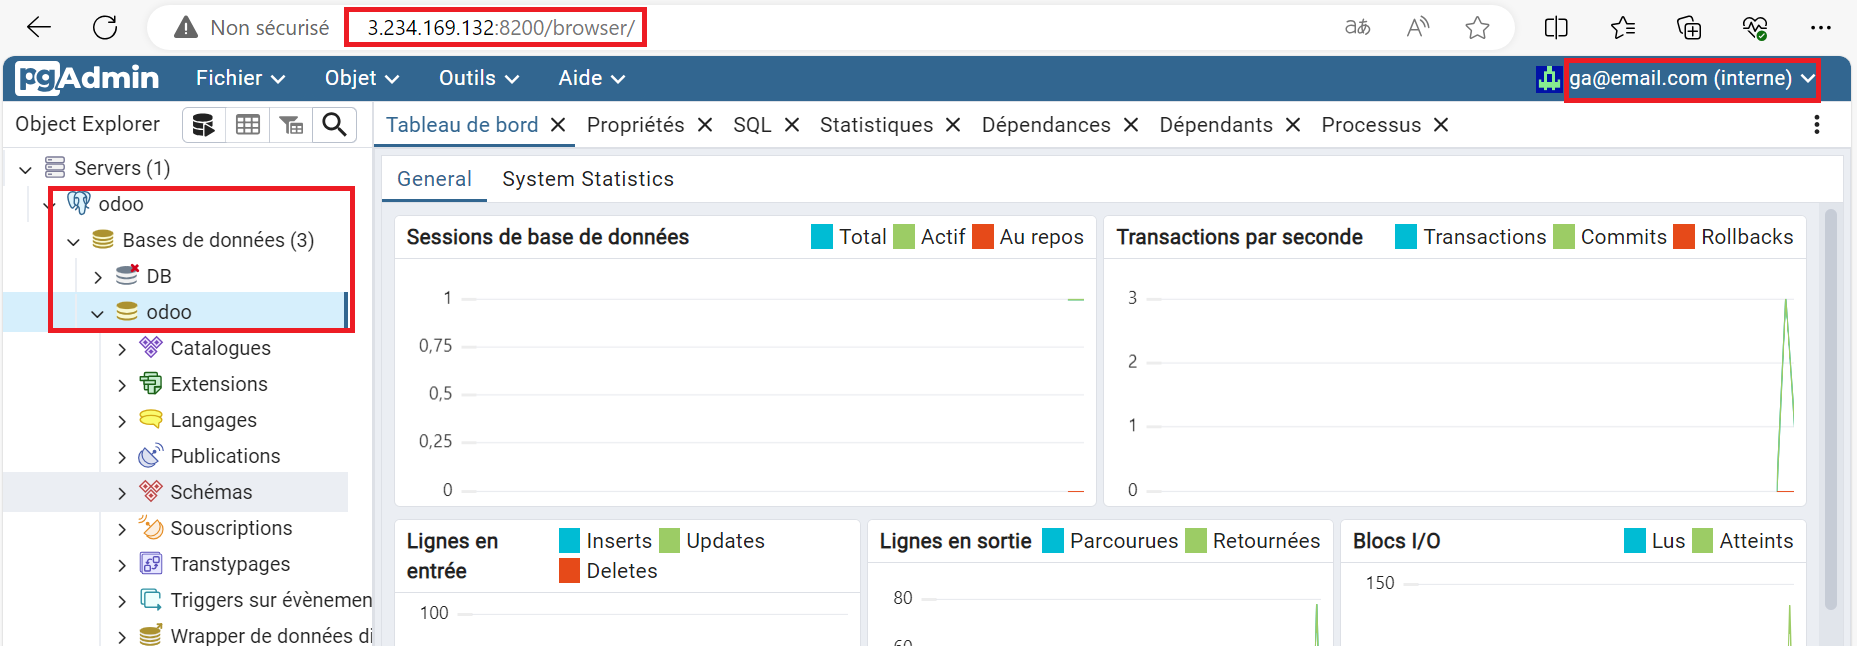 Non sécurisé 3.234.169.132:8200/browser/
pgAdmin Fichier Objet Outils Aide ga@email.com (interne)
Object Explorer
Tableau de bord Propriétés SQL Statistiques Dépendances Dépendants Processus
Servers (1)
odoo
Bases de données (3)
DB
odoo
Catalogues
Extensions
Langages
Publications
Schémas
Souscriptions
Transtypages
Triggers sur évènemen
Wrapper de données di
General System Statistics
Sessions de base de données Total Actif Au repos
1
0,75
0,5
0,25
0
Transactions par seconde Transactions Commits Rollbacks
3
2
1
0
Lignes en entrée Inserts Updates
Deletes
100
Lignes en sortie Parcourues Retournées
80
60
Blocs I/O Lus Atteints
150